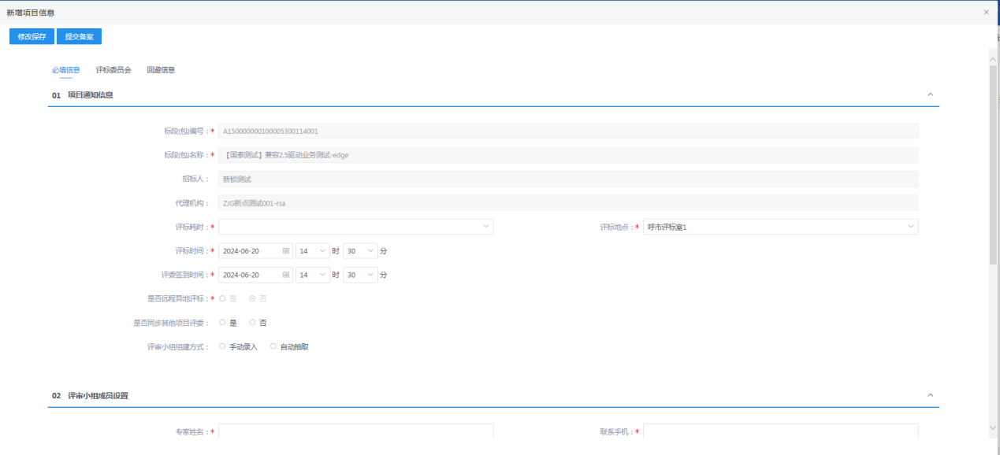 新增项目信息
修改保存 提交备案
必填信息 评标委员会 回避信息
01 项目通知信息
标段(包)编号：* A150000000100005300114001
标段(包)名称：* 【国泰测试】兼容2.5驱动业务测试-edge
招标人： 新锁测试
代理机构： ZJG新点测试001-rsa
评标耗时：* 评标地点：* 呼市评标室1
评标时间：* 2024-06-20 14 时 30 分
评委签到时间：* 2024-06-20 14 时 30 分
是否远程异地评标：* 是 否
是否同步其他项目评委： 是 否
评审小组组建方式： 手动录入 自动抽取
02 评审小组成员设置
专家姓名：* 联系手机：*